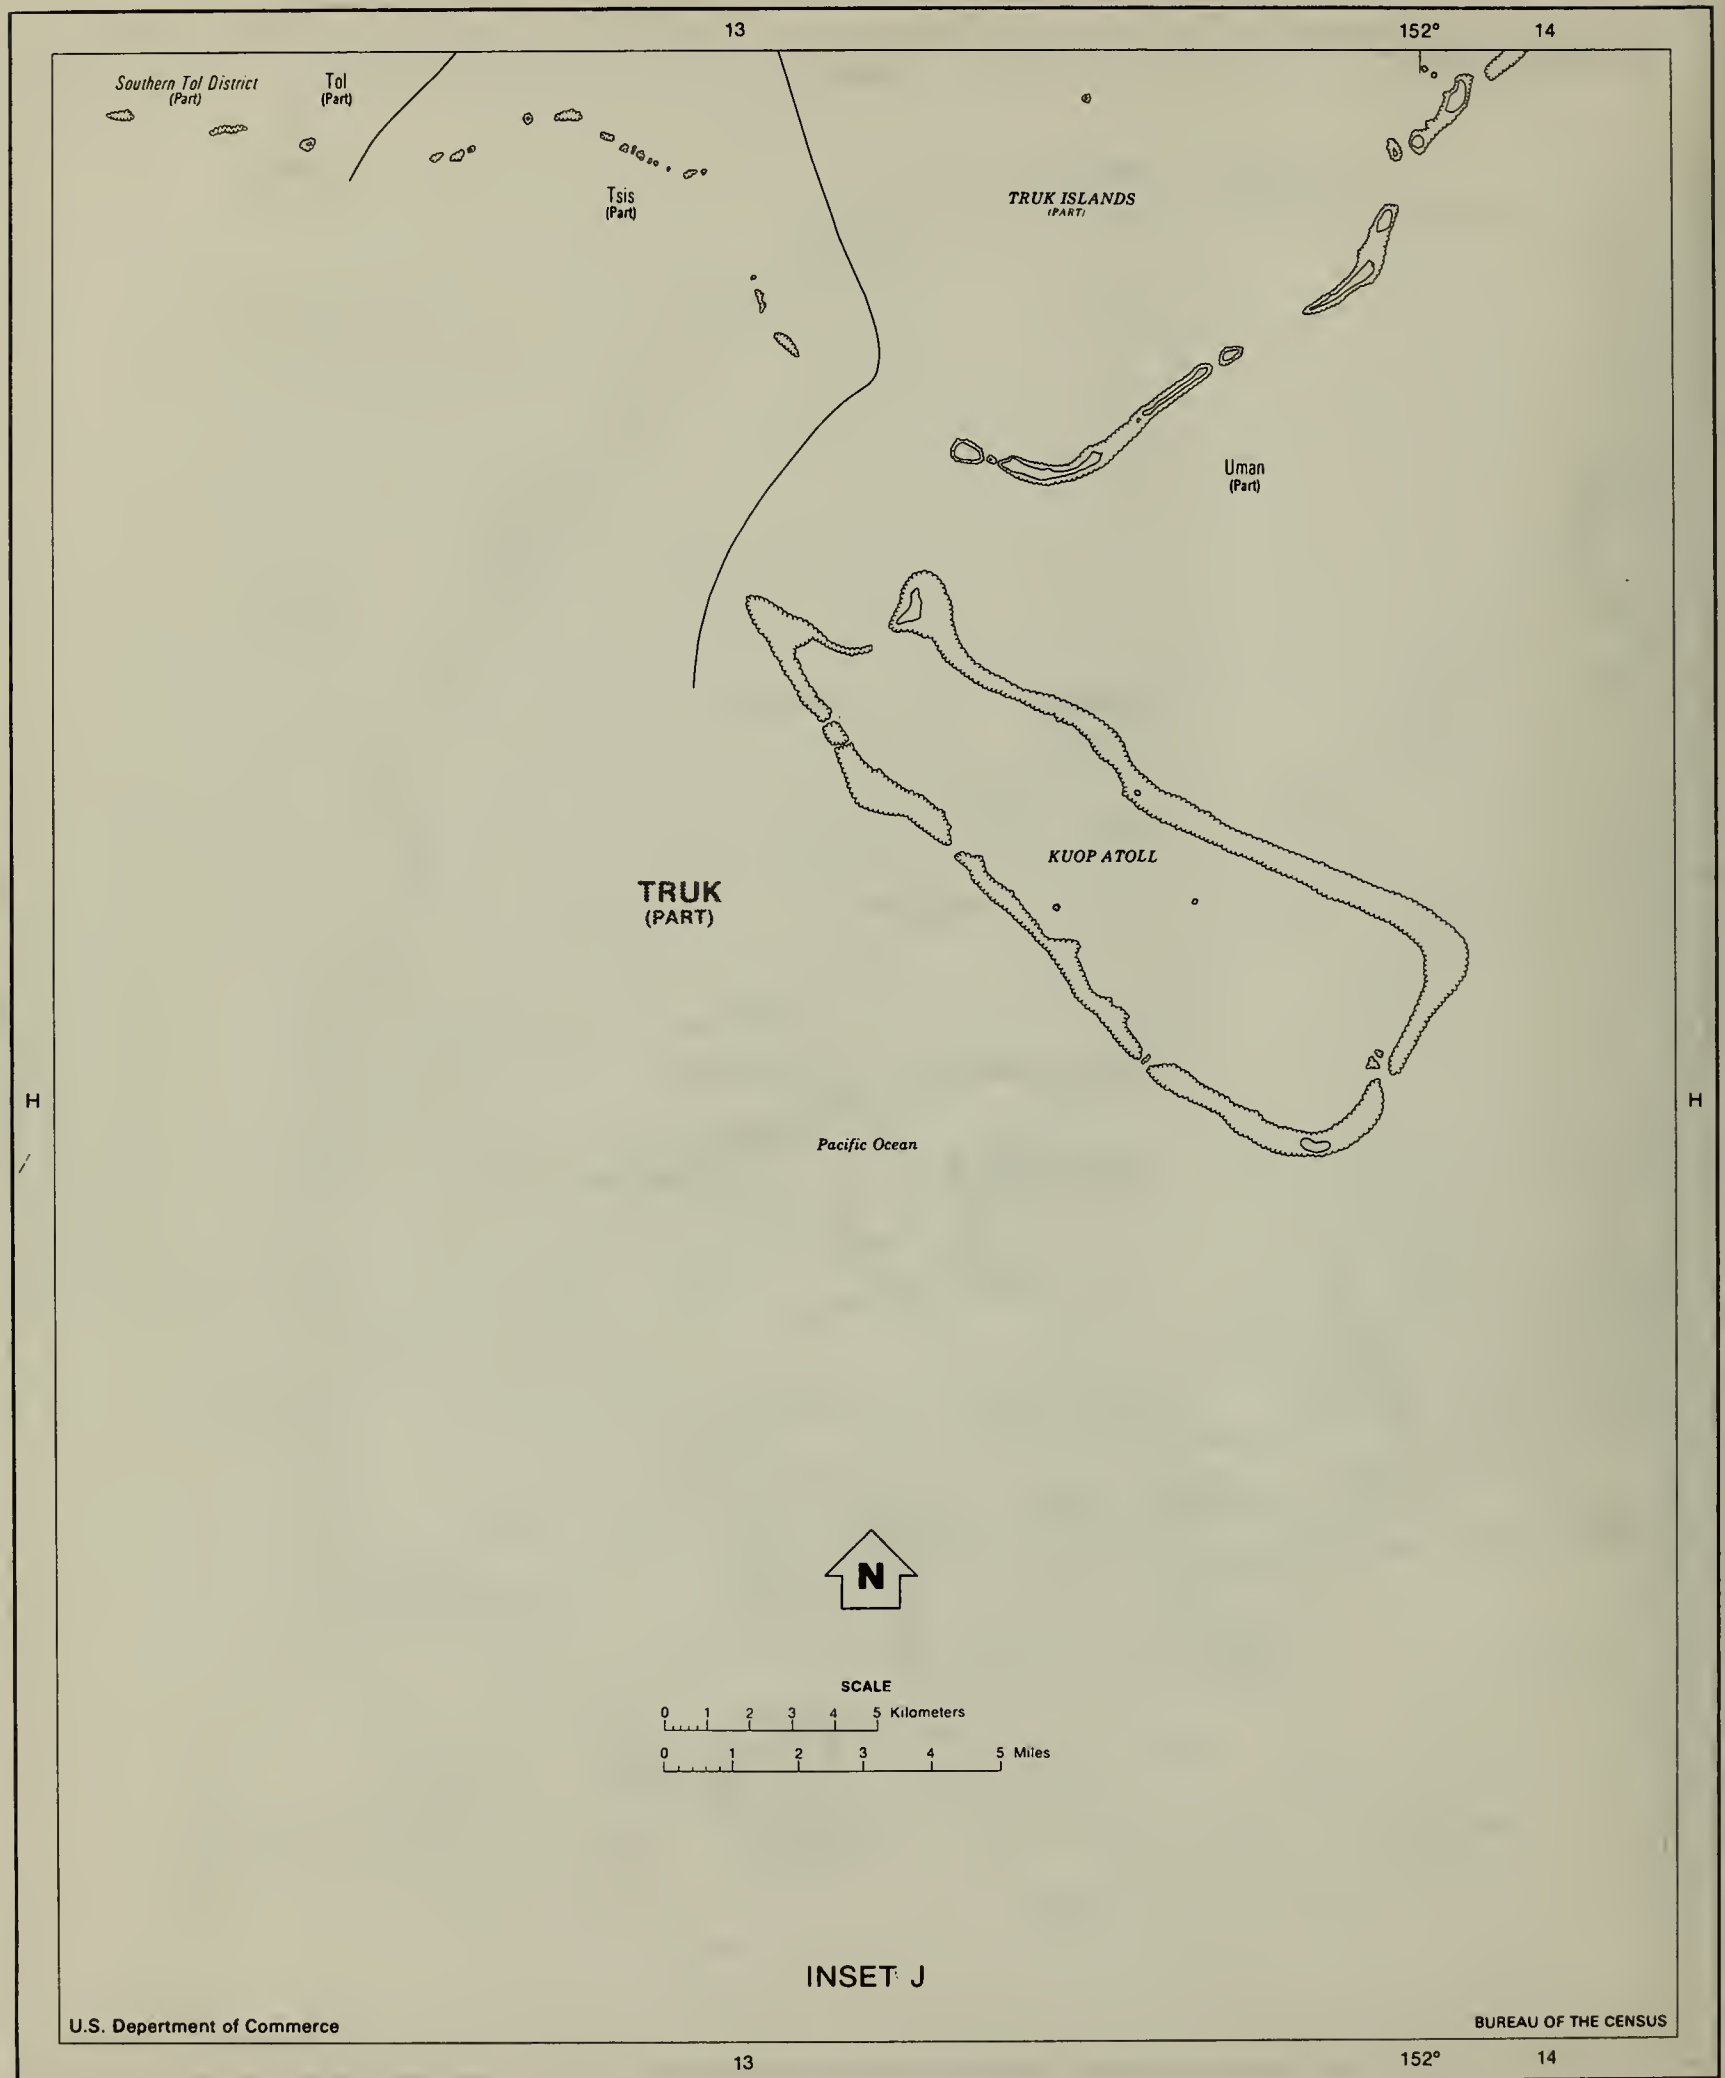 13 152° 14
Southern Tol District
(Part)
Tol
(Part)
Tsis
(Part)
TRUK ISLANDS
(PART)
Uman
(Part)
KUOP ATOLL
TRUK
(PART)
H H
Pacific Ocean
N
SCALE
0 1 2 3 4 5 Kilometers
0 1 2 3 4 5 Miles
INSET J
U.S. Depertment of Commerce
BUREAU OF THE CENSUS
13 152° 14